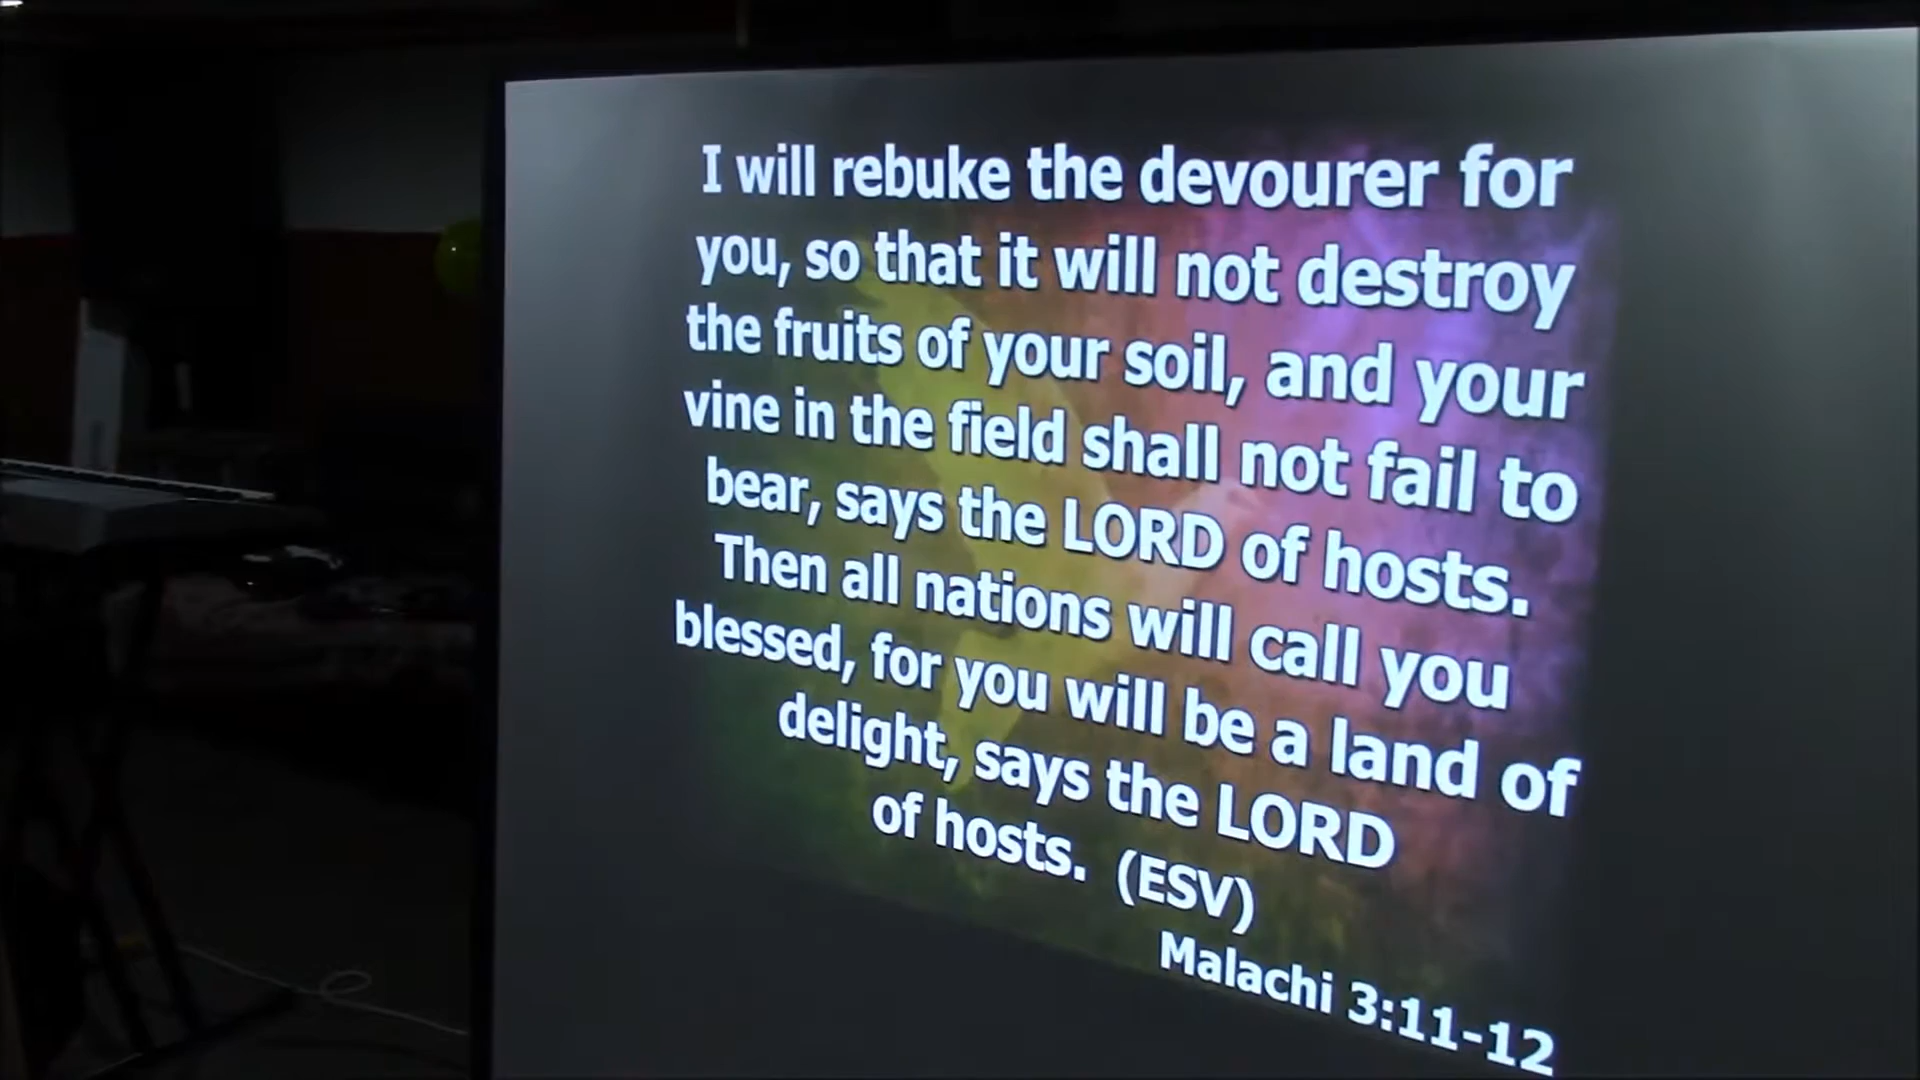 I will rebuke the devourer for
you, so that it will not destroy
the fruits of your soil, and your
vine in the field shall not fail to
bear, says the LORD of hosts.
Then all nations will call you
blessed, for you will be a land of
delight, says the LORD
of hosts. (ESV)
Malachi 3:11-12